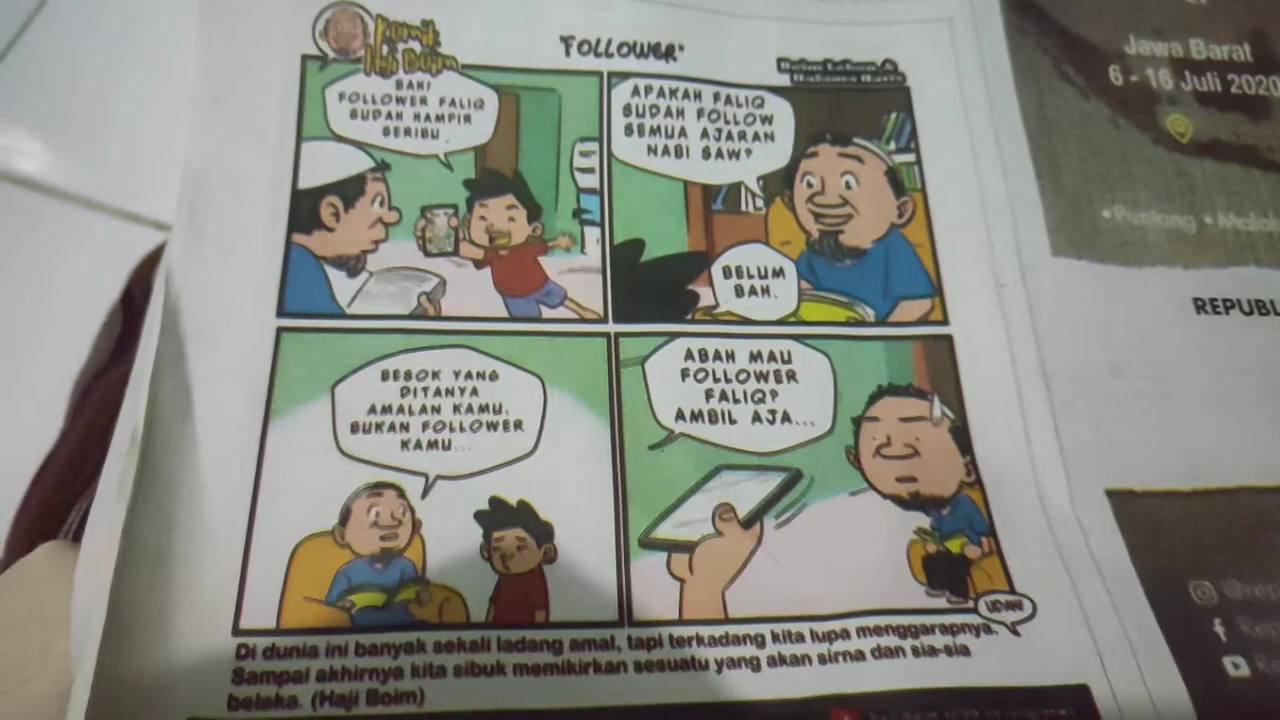 Komik
Haji Boim
"FOLLOWER"
BAH!
FOLLOWER FALIQ
SUDAH HAMPIR
SERIBU.
APAKAH FALIQ
SUDAH FOLLOW
SEMUA AJARAN
NABI SAW?
BELUM
BAH.
BESOK YANG
DITANYA
AMALAN KAMU,
BUKAN FOLLOWER
KAMU...
ABAH MAU
FOLLOWER
FALIQ?
AMBIL AJA...
Di dunia ini banyak sekali ladang amal, tapi terkadang kita lupa menggarapnya.
Sampai akhirnya kita sibuk memikirkan sesuatu yang akan sirna dan sia-sia
belaka. (Haji Boim)
Jawa Barat
6 - 16 Juli 2020
REPUBL